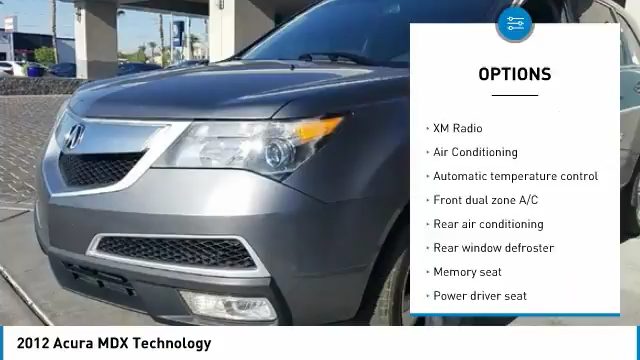 OPTIONS
XM Radio
Air Conditioning
Automatic temperature control
Front dual zone A/C
Rear air conditioning
Rear window defroster
Memory seat
Power driver seat
2012 Acura MDX Technology